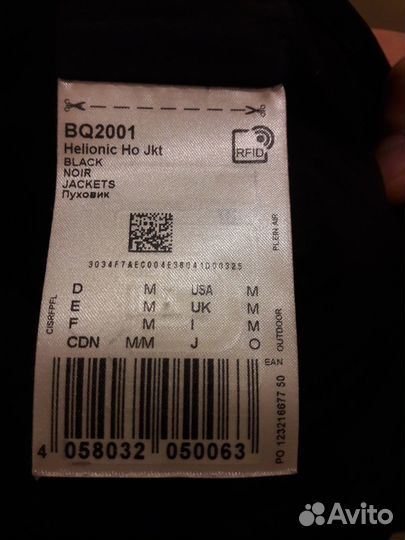 BQ2001
Helionic Ho Jkt
BLACK
NOIR
JACKETS
Пуховик
RFID
PLEIN AIR
3034F7AEC004E36041000325
CISRFPFL
D M USA M
E M UK M
F M I M
CDN M/M J O
OUTDOOR
EAN
PO 123216677 50
4 058032 050063
Avito